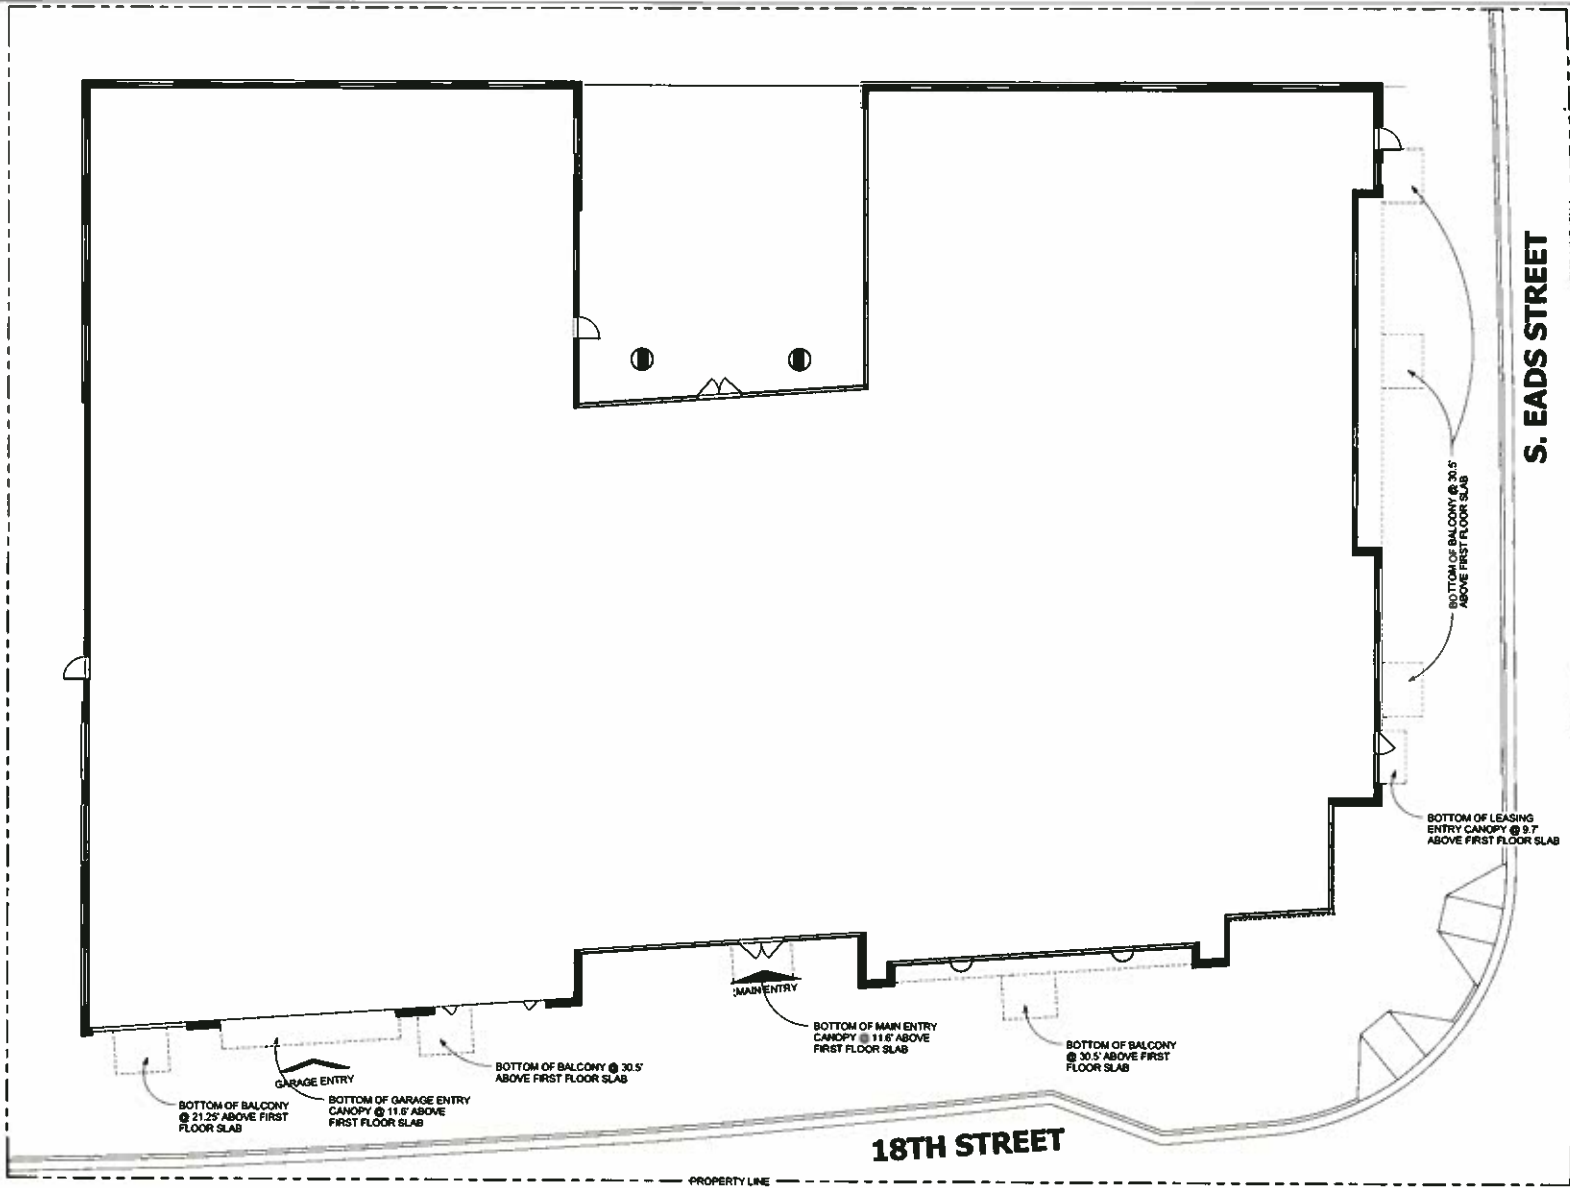 S. EADS STREET
BOTTOM OF BALCONY @ 30.5'
ABOVE FIRST FLOOR SLAB
BOTTOM OF LEASING
ENTRY CANOPY @ 9.7'
ABOVE FIRST FLOOR SLAB
MAIN ENTRY
BOTTOM OF MAIN ENTRY
CANOPY @ 11.6' ABOVE
FIRST FLOOR SLAB
BOTTOM OF BALCONY
@ 30.5' ABOVE FIRST
FLOOR SLAB
BOTTOM OF BALCONY @ 30.5'
ABOVE FIRST FLOOR SLAB
GARAGE ENTRY
BOTTOM OF GARAGE ENTRY
CANOPY @ 11.6' ABOVE
FIRST FLOOR SLAB
BOTTOM OF BALCONY
@ 21.25' ABOVE FIRST
FLOOR SLAB
18TH STREET
PROPERTY LINE